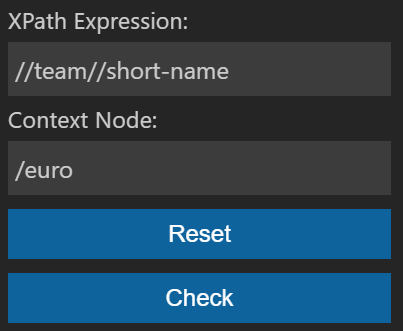 XPath Expression:
//team//short-name
Context Node:
/euro
Reset
Check